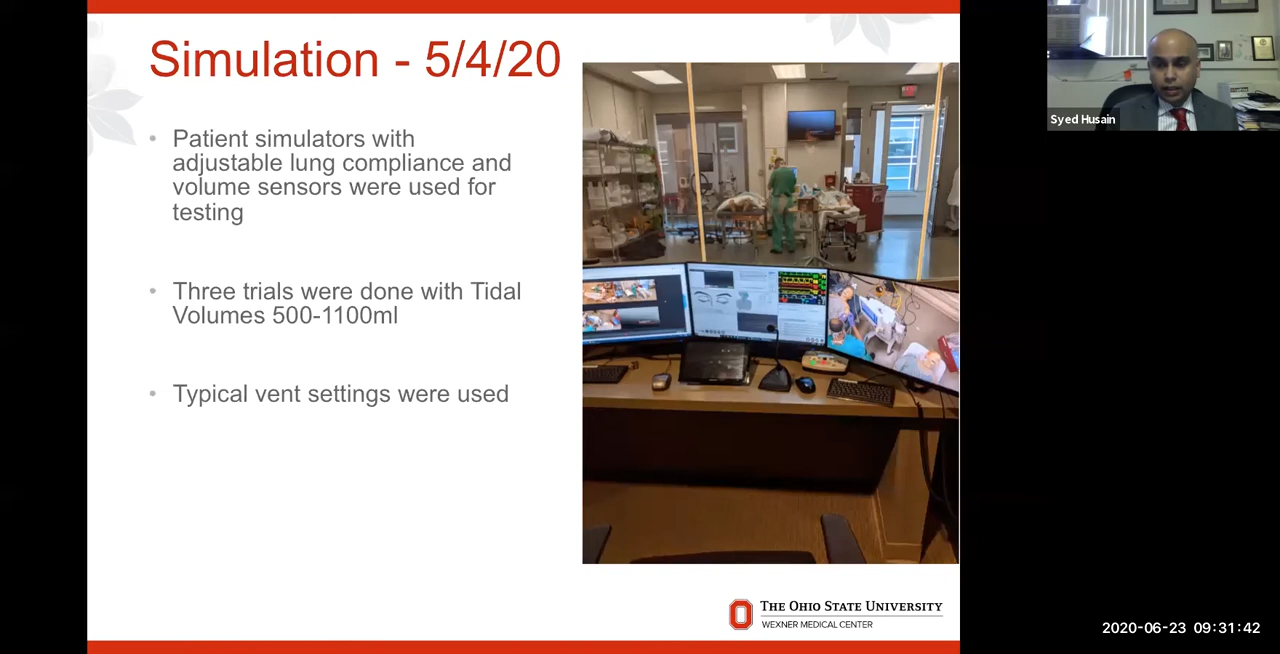 Simulation - 5/4/20
Patient simulators with
adjustable lung compliance and
volume sensors were used for
testing
Three trials were done with Tidal
Volumes 500-1100ml
Typical vent settings were used
THE OHIO STATE UNIVERSITY
WEXNER MEDICAL CENTER
Syed Husain
2020-06-23 09:31:42